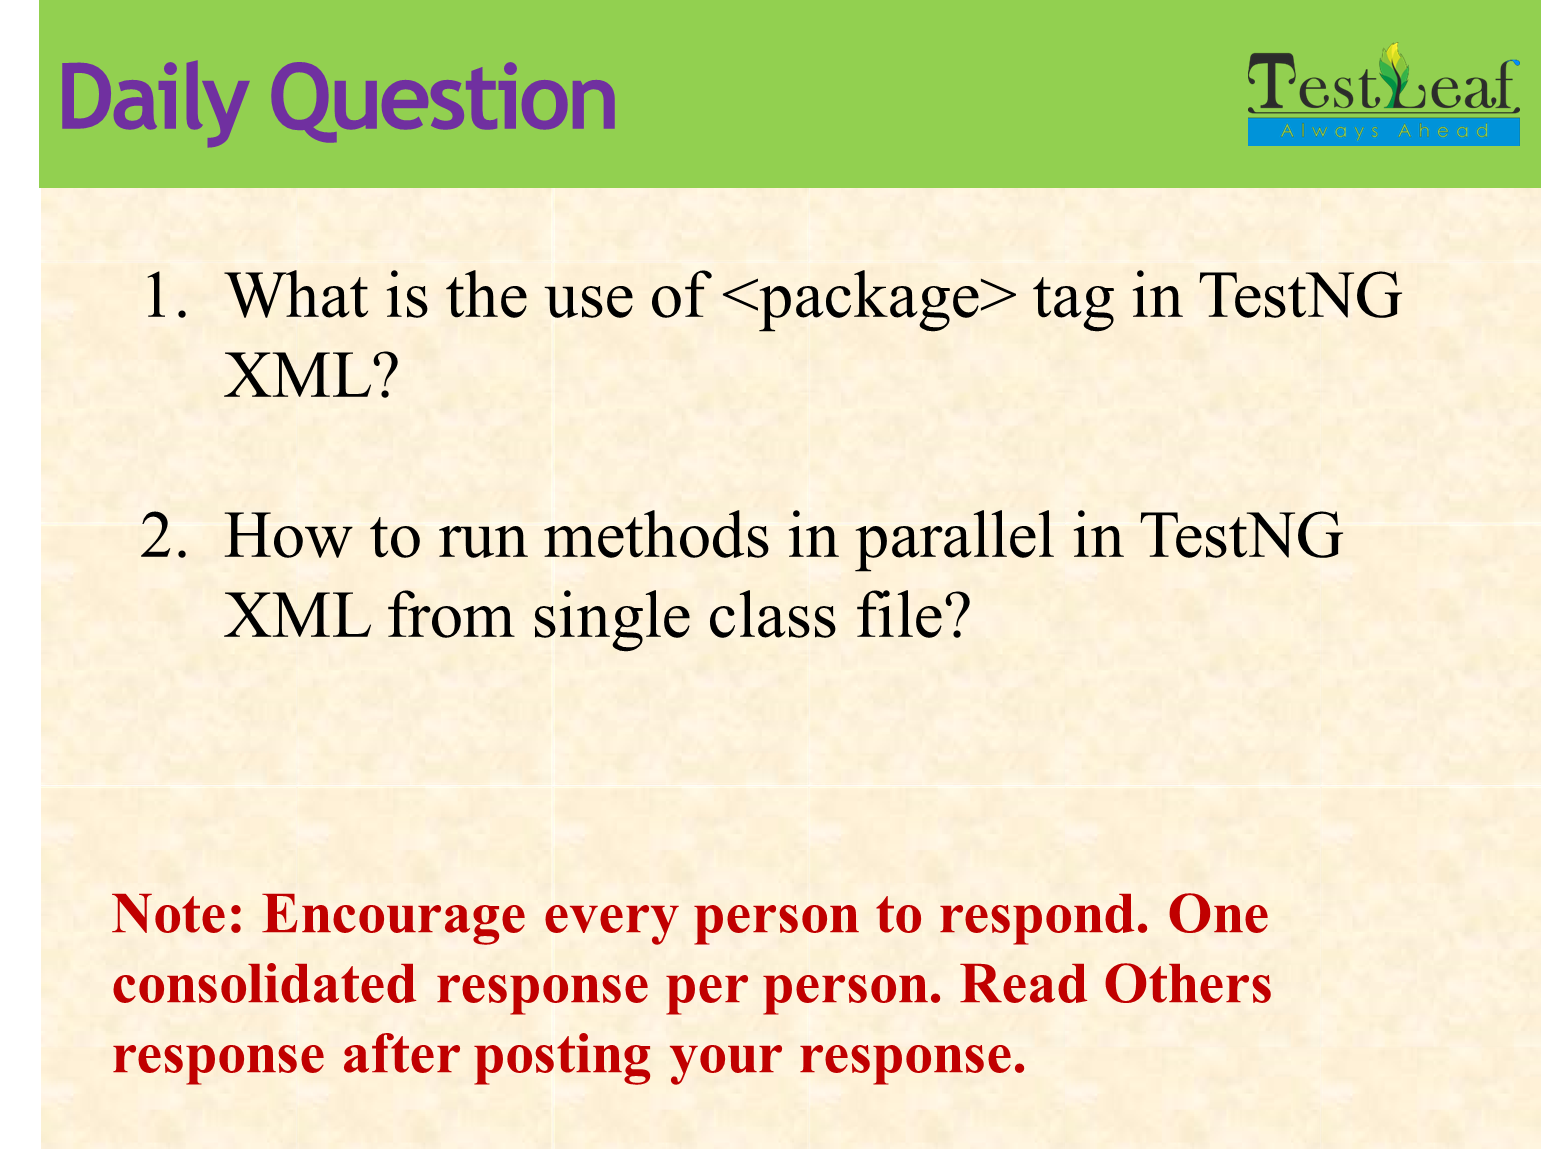 Daily Question
TestLeaf
Always Ahead
1. What is the use of <package> tag in TestNG
XML?
2. How to run methods in parallel in TestNG
XML from single class file?
Note: Encourage every person to respond. One
consolidated response per person. Read Others
response after posting your response.